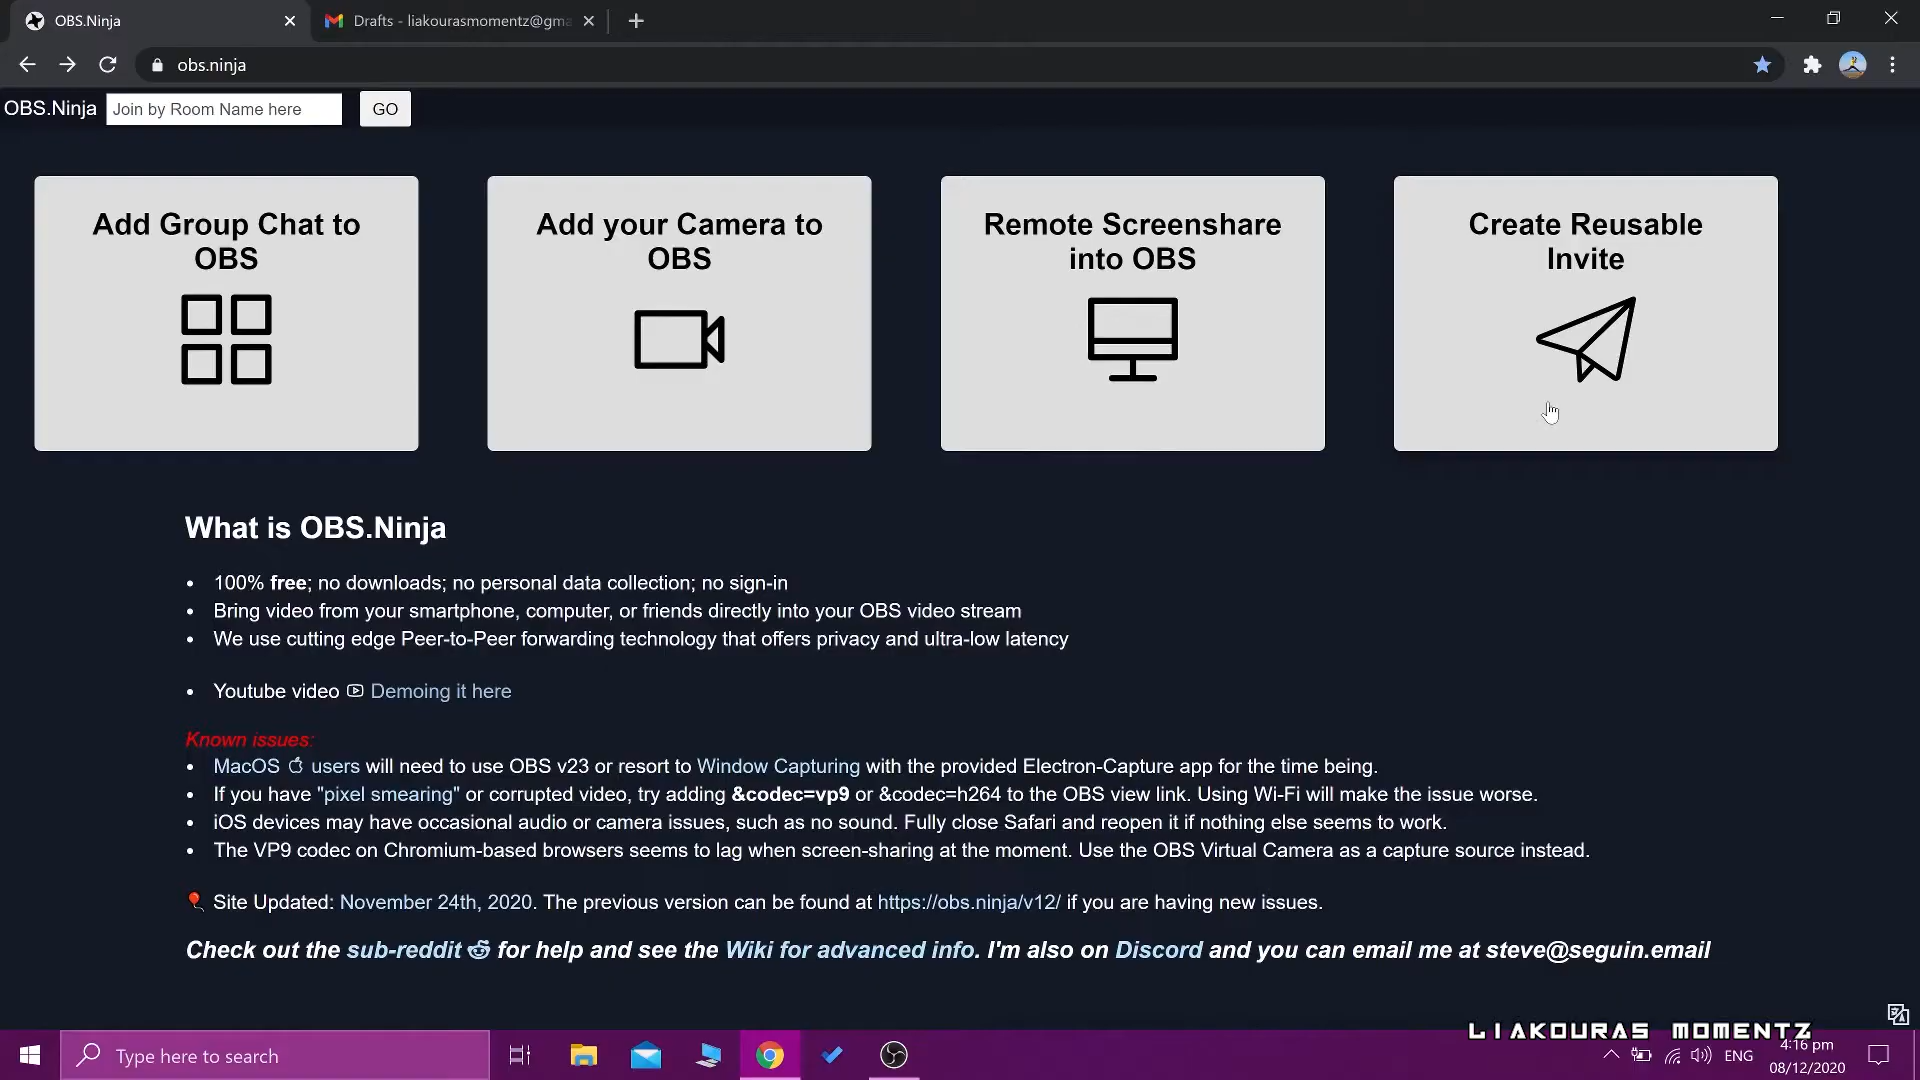 OBS.Ninja
Drafts - liakourasmomentz@gma
obs.ninja
OBS.Ninja
Join by Room Name here
GO
Add Group Chat to
OBS
Add your Camera to
OBS
Remote Screenshare
into OBS
Create Reusable
Invite
What is OBS.Ninja
• 100% free; no downloads; no personal data collection; no sign-in
• Bring video from your smartphone, computer, or friends directly into your OBS video stream
• We use cutting edge Peer-to-Peer forwarding technology that offers privacy and ultra-low latency
• Youtube video Demoing it here
Known issues:
• MacOS users will need to use OBS v23 or resort to Window Capturing with the provided Electron-Capture app for the time being.
• If you have "pixel smearing" or corrupted video, try adding &codec=vp9 or &codec=h264 to the OBS view link. Using Wi-Fi will make the issue worse.
• iOS devices may have occasional audio or camera issues, such as no sound. Fully close Safari and reopen it if nothing else seems to work.
• The VP9 codec on Chromium-based browsers seems to lag when screen-sharing at the moment. Use the OBS Virtual Camera as a capture source instead.
Site Updated: November 24th, 2020. The previous version can be found at https://obs.ninja/v12/ if you are having new issues.
Check out the sub-reddit for help and see the Wiki for advanced info. I'm also on Discord and you can email me at steve@seguin.email
LIAKOURAS MOMENTZ
Type here to search
ENG
4:16 pm
08/12/2020